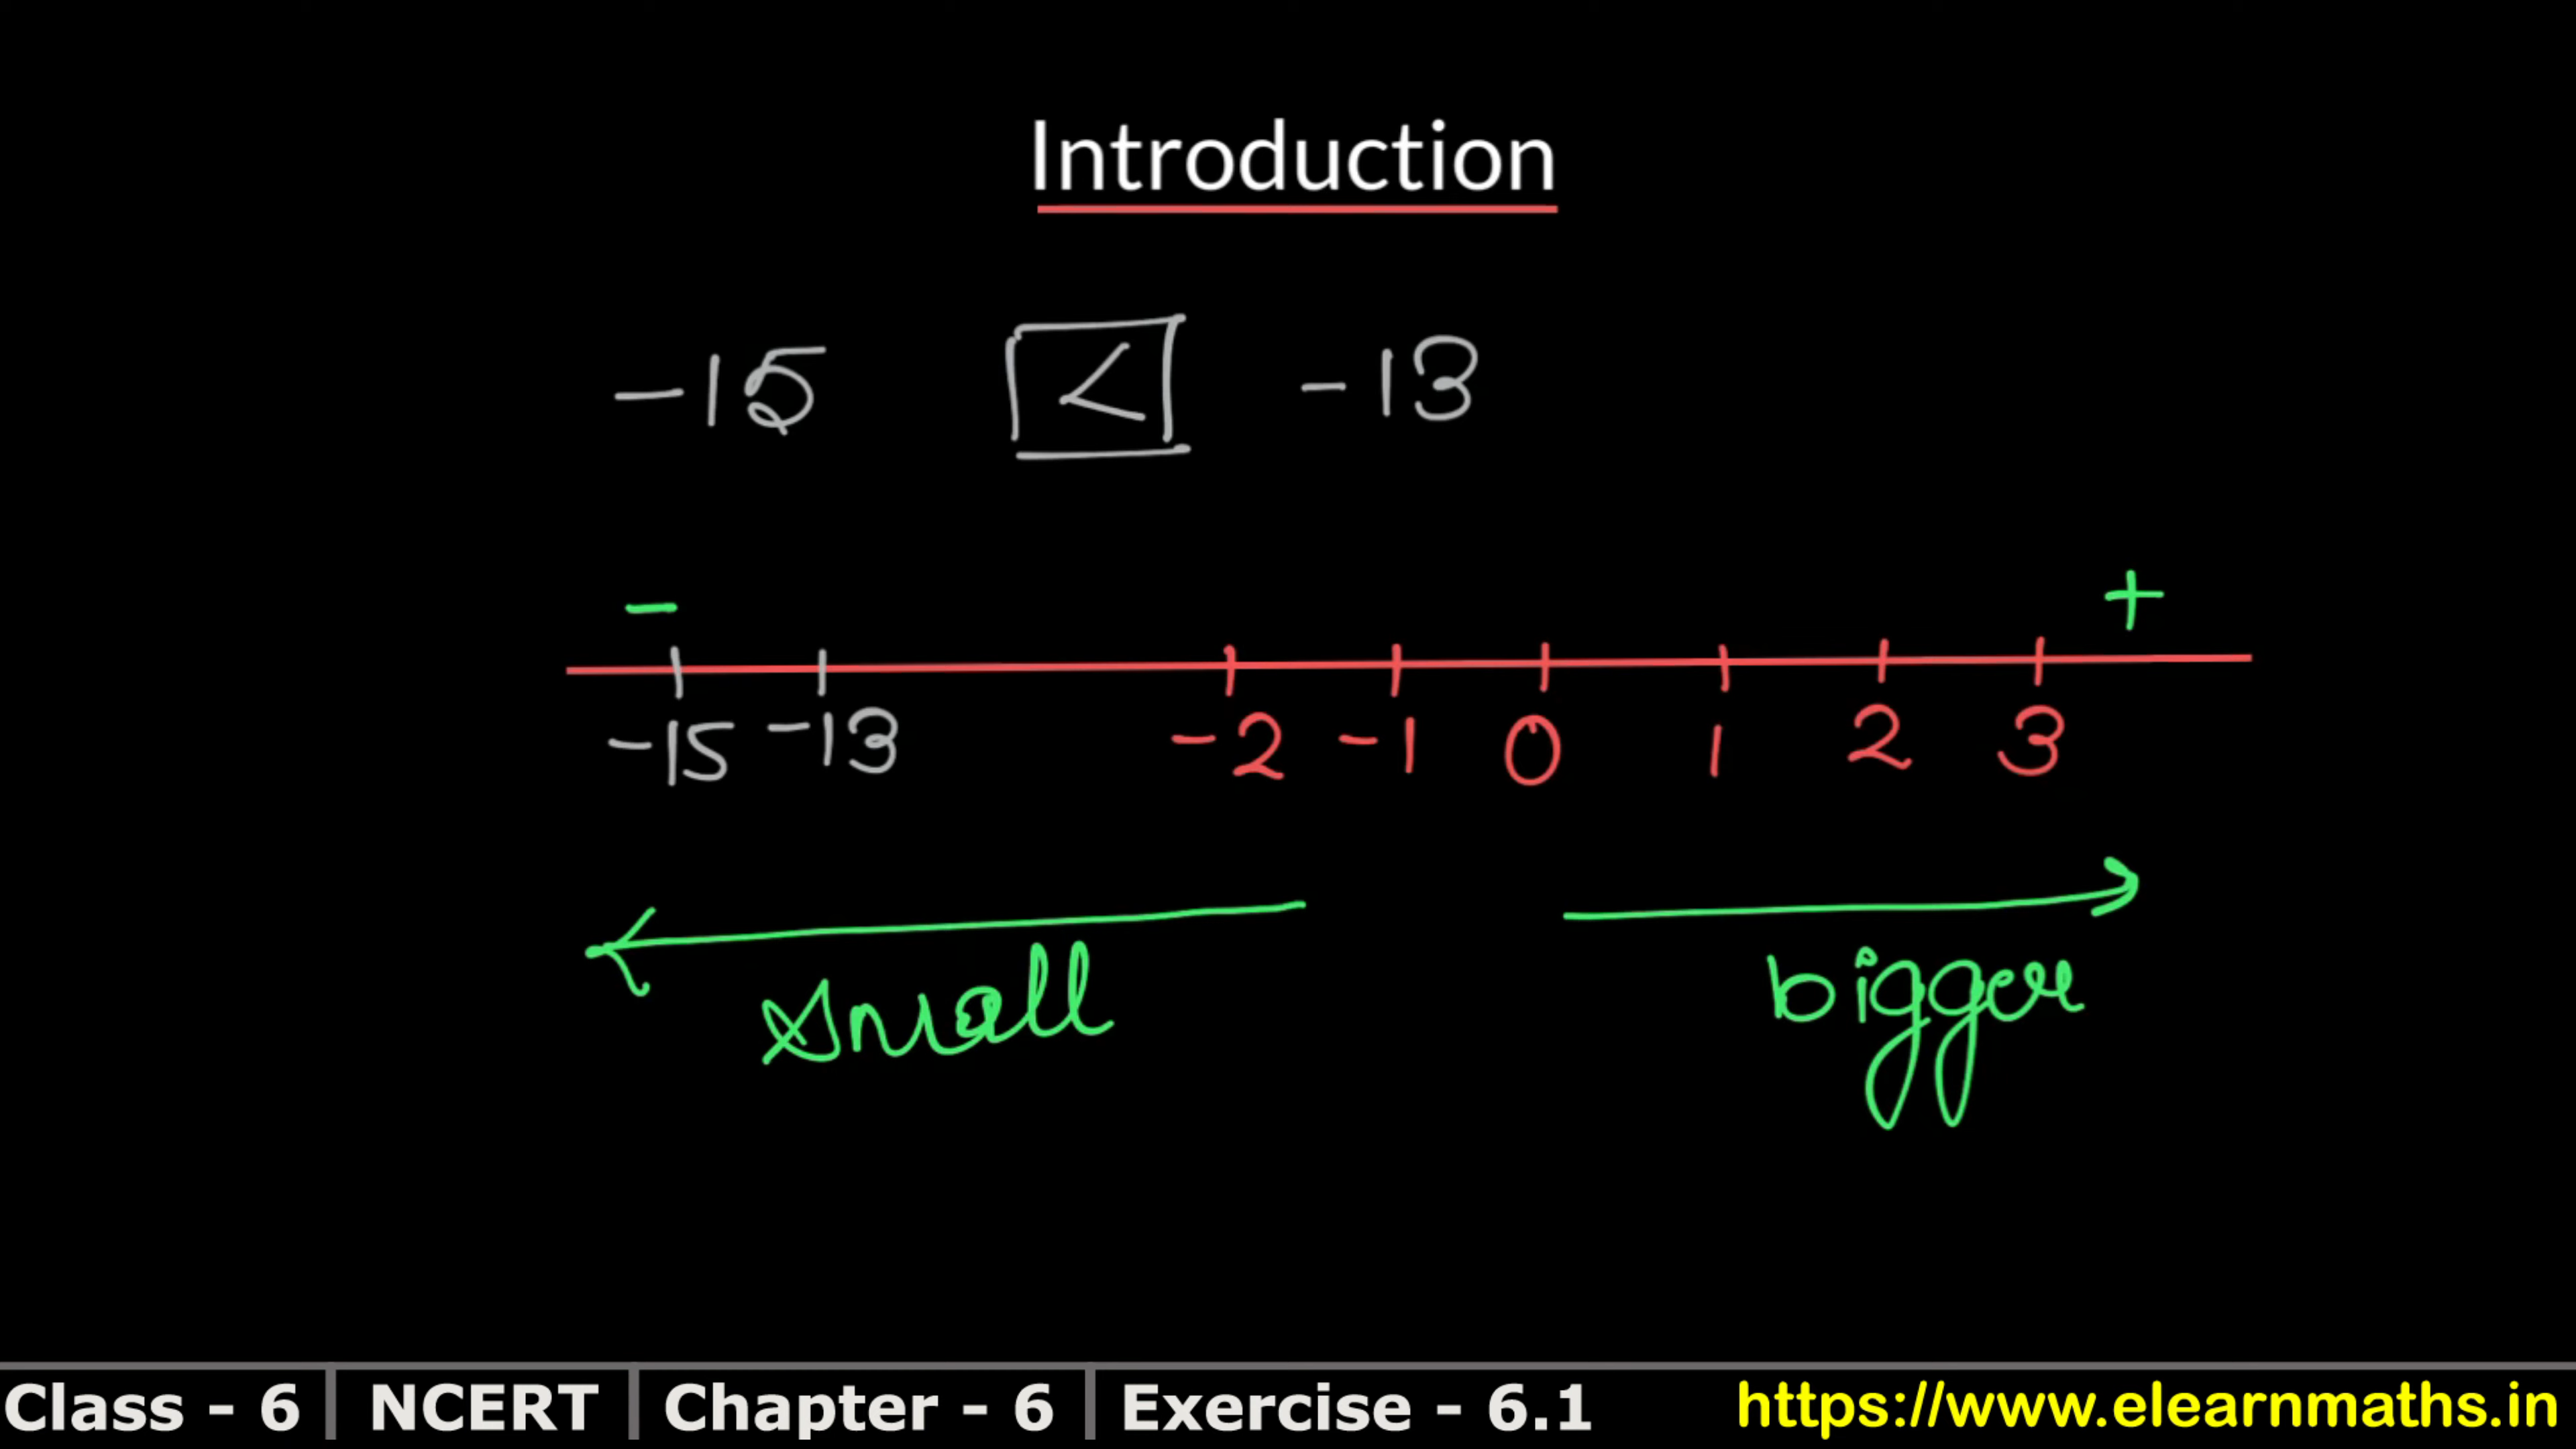 Introduction
-15 < -13
- +
-15 -13 -2 -1 0 1 2 3
small bigger
Class - 6 NCERT Chapter - 6 Exercise - 6.1 https://www.elearnmaths.in